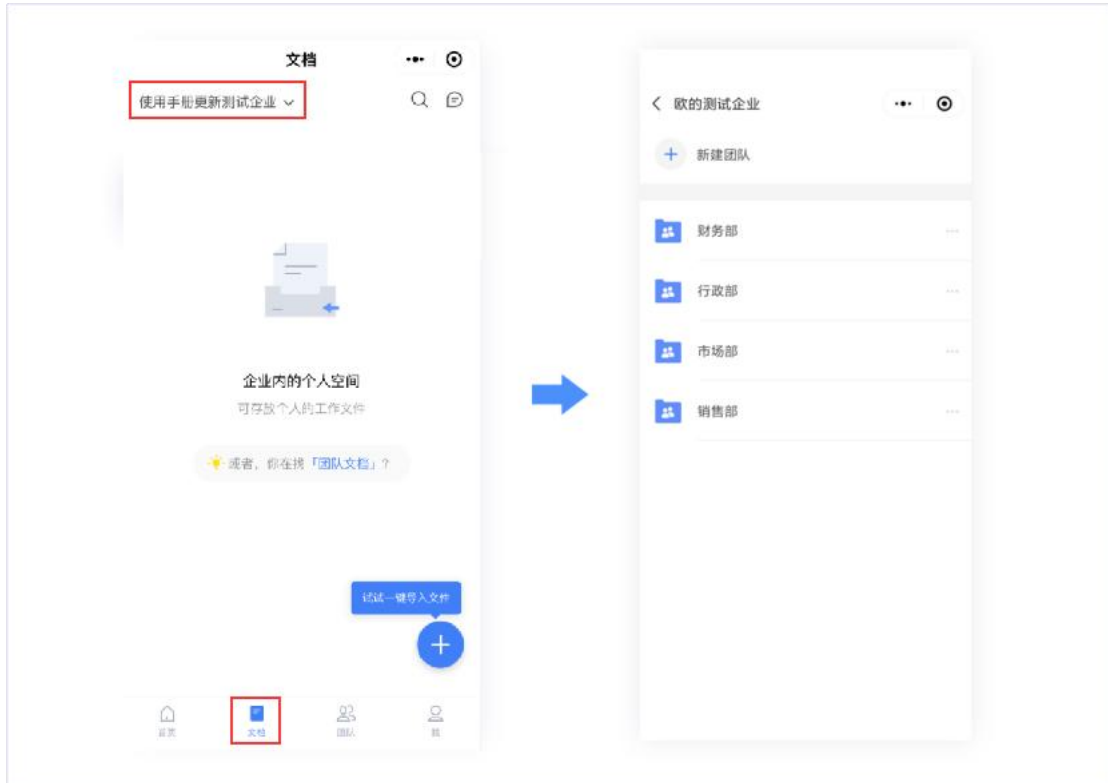 文档
使用手册更新测试企业
企业内的个人空间
可存放个人的工作文件
或者，你在找「团队文档」？
试试一键导入文件
首页
文档
团队
我
欧的测试企业
新建团队
财务部
行政部
市场部
销售部